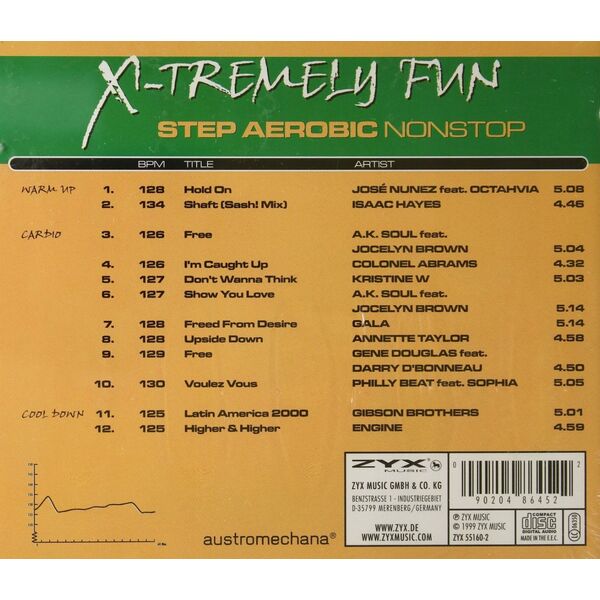 X'-TREMELY FUN
STEP AEROBIC NONSTOP
BPM TITLE ARTIST
WARM UP 1. 128 Hold On JOSÉ NUNEZ feat. OCTAHVIA 5.08
2. 134 Shaft (Sash! Mix) ISAAC HAYES 4.46
CARDIO 3. 126 Free A.K. SOUL feat.
JOCELYN BROWN 5.04
4. 126 I'm Caught Up COLONEL ABRAMS 4.32
5. 127 Don't Wanna Think KRISTINE W 5.03
6. 127 Show You Love A.K. SOUL feat.
JOCELYN BROWN 5.14
7. 128 Freed From Desire GALA 5.14
8. 128 Upside Down ANNETTE TAYLOR 4.58
9. 129 Free GENE DOUGLAS feat.
DARRY D'BONNEAU 4.50
10. 130 Voulez Vous PHILLY BEAT feat. SOPHIA 5.05
COOL DOWN 11. 125 Latin America 2000 GIBSON BROTHERS 5.01
12. 125 Higher & Higher ENGINE 4.59
ZYX
MUSIC
ZYX MUSIC GMBH & CO. KG
BENZSTRASSE 1 - INDUSTRIEGEBIET
D-35799 MERENBERG/GERMANY
WWW.ZYX.DE
WWW.ZYXMUSIC.COM
0 90204 86452 2
℗ ZYX MUSIC
© 1999 ZYX MUSIC
ZYX 55160-2
COMPACT
disc
DIGITAL AUDIO
MADE IN THE E.E.C.
austromechana®